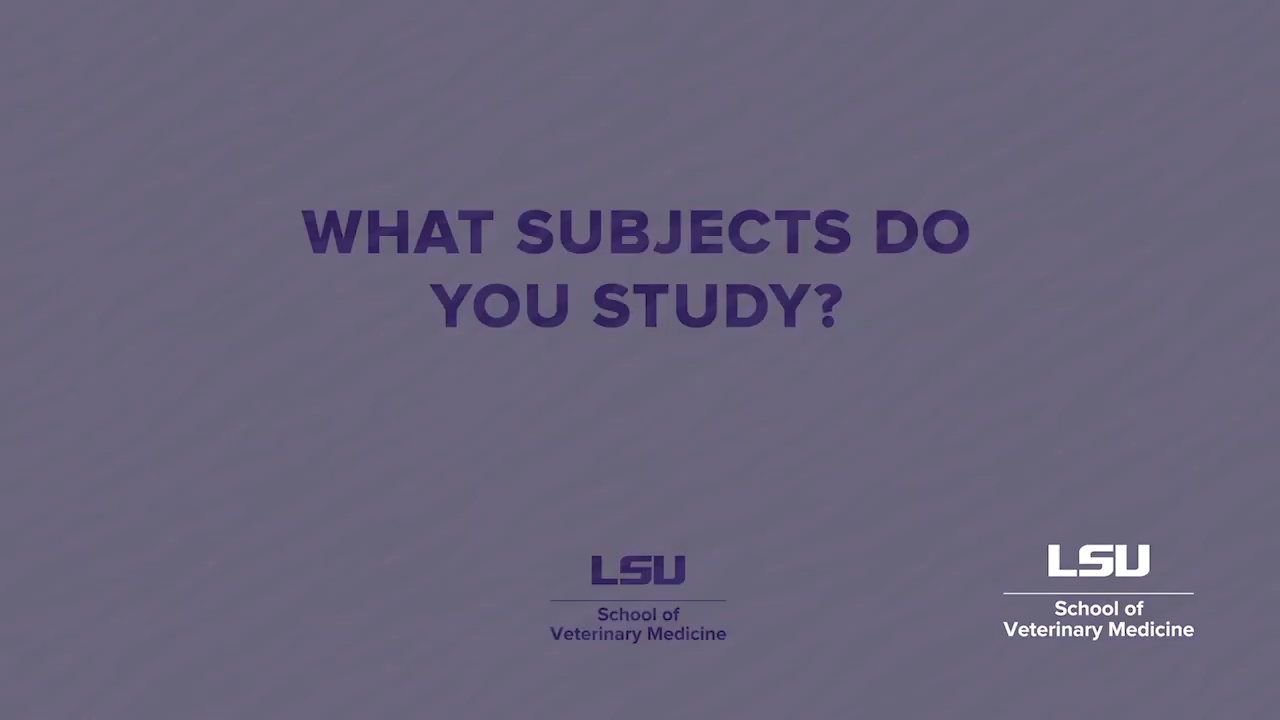 WHAT SUBJECTS DO
YOU STUDY?
LSU
School of
Veterinary Medicine
LSU
School of
Veterinary Medicine